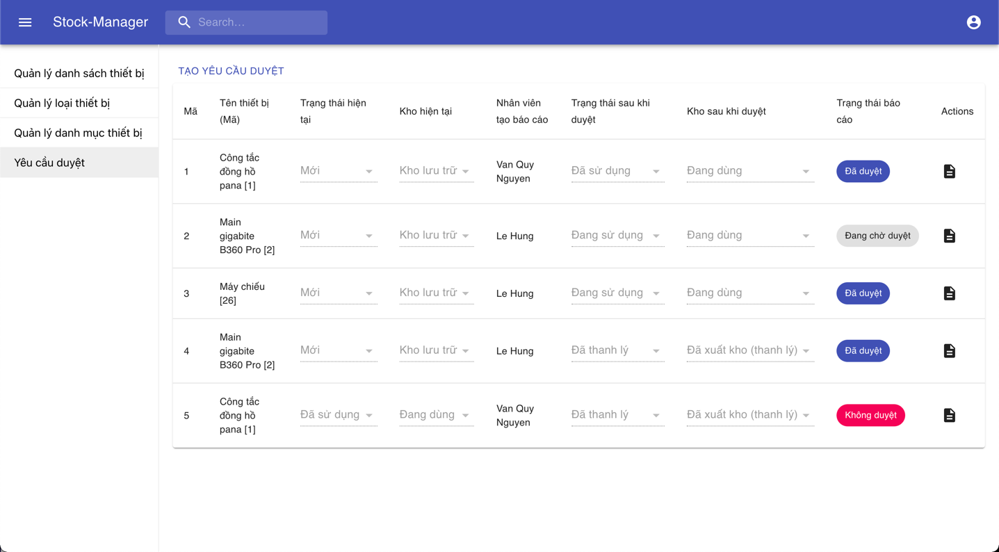 Stock-Manager
Search…
Quản lý danh sách thiết bị
Quản lý loại thiết bị
Quản lý danh mục thiết bị
Yêu cầu duyệt
TẠO YÊU CẦU DUYỆT
Mã
Tên thiết bị
(Mã)
Trạng thái hiện
tại
Kho hiện tại
Nhân viên
tạo báo cáo
Trạng thái sau khi
duyệt
Kho sau khi duyệt
Trạng thái báo
cáo
Actions
1
Công tắc
đồng hồ
pana [1]
Mới
Kho lưu trữ
Van Quy
Nguyen
Đã sử dụng
Đang dùng
Đã duyệt
2
Main
gigabite
B360 Pro [2]
Mới
Kho lưu trữ
Le Hung
Đang sử dụng
Đang dùng
Đang chờ duyệt
3
Máy chiếu
[26]
Mới
Kho lưu trữ
Le Hung
Đang sử dụng
Đang dùng
Đã duyệt
4
Main
gigabite
B360 Pro [2]
Mới
Kho lưu trữ
Le Hung
Đã thanh lý
Đã xuất kho (thanh lý)
Đã duyệt
5
Công tắc
đồng hồ
pana [1]
Đã sử dụng
Đang dùng
Van Quy
Nguyen
Đã thanh lý
Đã xuất kho (thanh lý)
Không duyệt